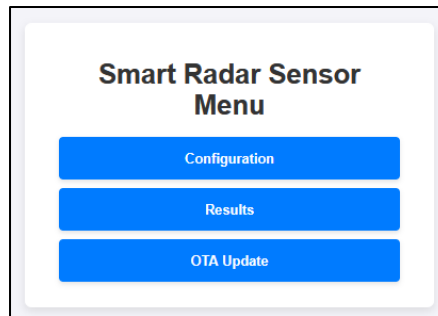 Smart Radar Sensor
Menu
Configuration
Results
OTA Update